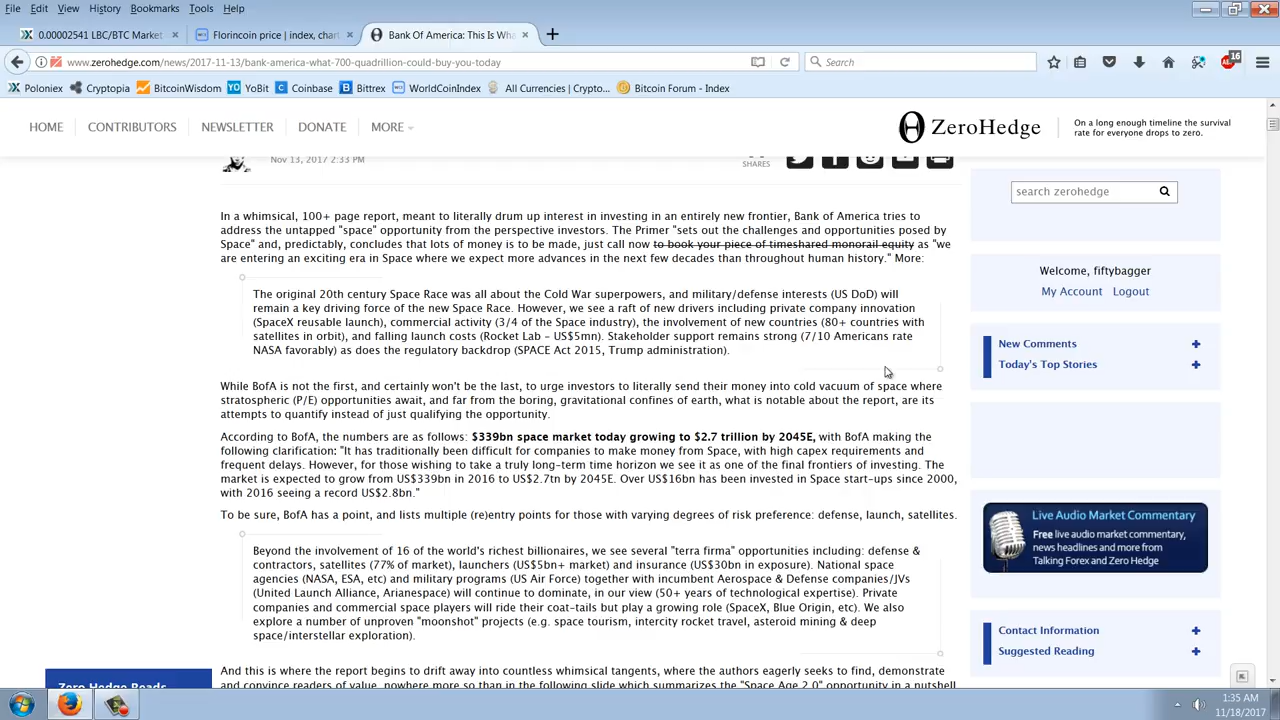 File Edit View History Bookmarks Tools Help
0.00002541 LBC/BTC Market
Florincoin price | index, char
Bank Of America: This Is Wha
www.zerohedge.com/news/2017-11-13/bank-america-what-700-quadrillion-could-buy-you-today
Search
16
Poloniex Cryptopia BitcoinWisdom YoBit Coinbase Bittrex WorldCoinIndex All Currencies | Crypto... Bitcoin Forum - Index
HOME CONTRIBUTORS NEWSLETTER DONATE MORE
ZeroHedge
On a long enough timeline the survival
rate for everyone drops to zero.
Nov 13, 2017 2:33 PM
SHARES
In a whimsical, 100+ page report, meant to literally drum up interest in investing in an entirely new frontier, Bank of America tries to
address the untapped "space" opportunity from the perspective investors. The Primer "sets out the challenges and opportunities posed by
Space" and, predictably, concludes that lots of money is to be made, just call now to book your piece of timeshared monorail equity as "we
are entering an exciting era in Space where we expect more advances in the next few decades than throughout human history." More:
The original 20th century Space Race was all about the Cold War superpowers, and military/defense interests (US DoD) will
remain a key driving force of the new Space Race. However, we see a raft of new drivers including private company innovation
(SpaceX reusable launch), commercial activity (3/4 of the Space industry), the involvement of new countries (80+ countries with
satellites in orbit), and falling launch costs (Rocket Lab – US$5mn). Stakeholder support remains strong (7/10 Americans rate
NASA favorably) as does the regulatory backdrop (SPACE Act 2015, Trump administration).
While BofA is not the first, and certainly won't be the last, to urge investors to literally send their money into cold vacuum of space where
stratospheric (P/E) opportunities await, and far from the boring, gravitational confines of earth, what is notable about the report, are its
attempts to quantify instead of just qualifying the opportunity.
According to BofA, the numbers are as follows: $339bn space market today growing to $2.7 trillion by 2045E, with BofA making the
following clarification: "It has traditionally been difficult for companies to make money from Space, with high capex requirements and
frequent delays. However, for those wishing to take a truly long-term time horizon we see it as one of the final frontiers of investing. The
market is expected to grow from US$339bn in 2016 to US$2.7tn by 2045E. Over US$16bn has been invested in Space start-ups since 2000,
with 2016 seeing a record US$2.8bn."
To be sure, BofA has a point, and lists multiple (re)entry points for those with varying degrees of risk preference: defense, launch, satellites.
Beyond the involvement of 16 of the world's richest billionaires, we see several "terra firma" opportunities including: defense &
contractors, satellites (77% of market), launchers (US$5bn+ market) and insurance (US$30bn in exposure). National space
agencies (NASA, ESA, etc) and military programs (US Air Force) together with incumbent Aerospace & Defense companies/JVs
(United Launch Alliance, Arianespace) will continue to dominate, in our view (50+ years of technological expertise). Private
companies and commercial space players will ride their coat-tails but play a growing role (SpaceX, Blue Origin, etc). We also
explore a number of unproven "moonshot" projects (e.g. space tourism, intercity rocket travel, asteroid mining & deep
space/interstellar exploration).
And this is where the report begins to drift away into countless whimsical tangents, where the authors eagerly seeks to find, demonstrate
and convince readers of value, nowhere more so than in the following slide which summarizes the "Space Age 2.0" opportunity in a nutshell
search zerohedge
Welcome, fiftybagger
My Account Logout
New Comments
Today's Top Stories
Live Audio Market Commentary
Free live audio market commentary,
news headlines and more from
Talking Forex and Zero Hedge
Contact Information
Suggested Reading
Zero Hedge Reads
1:35 AM
11/18/2017